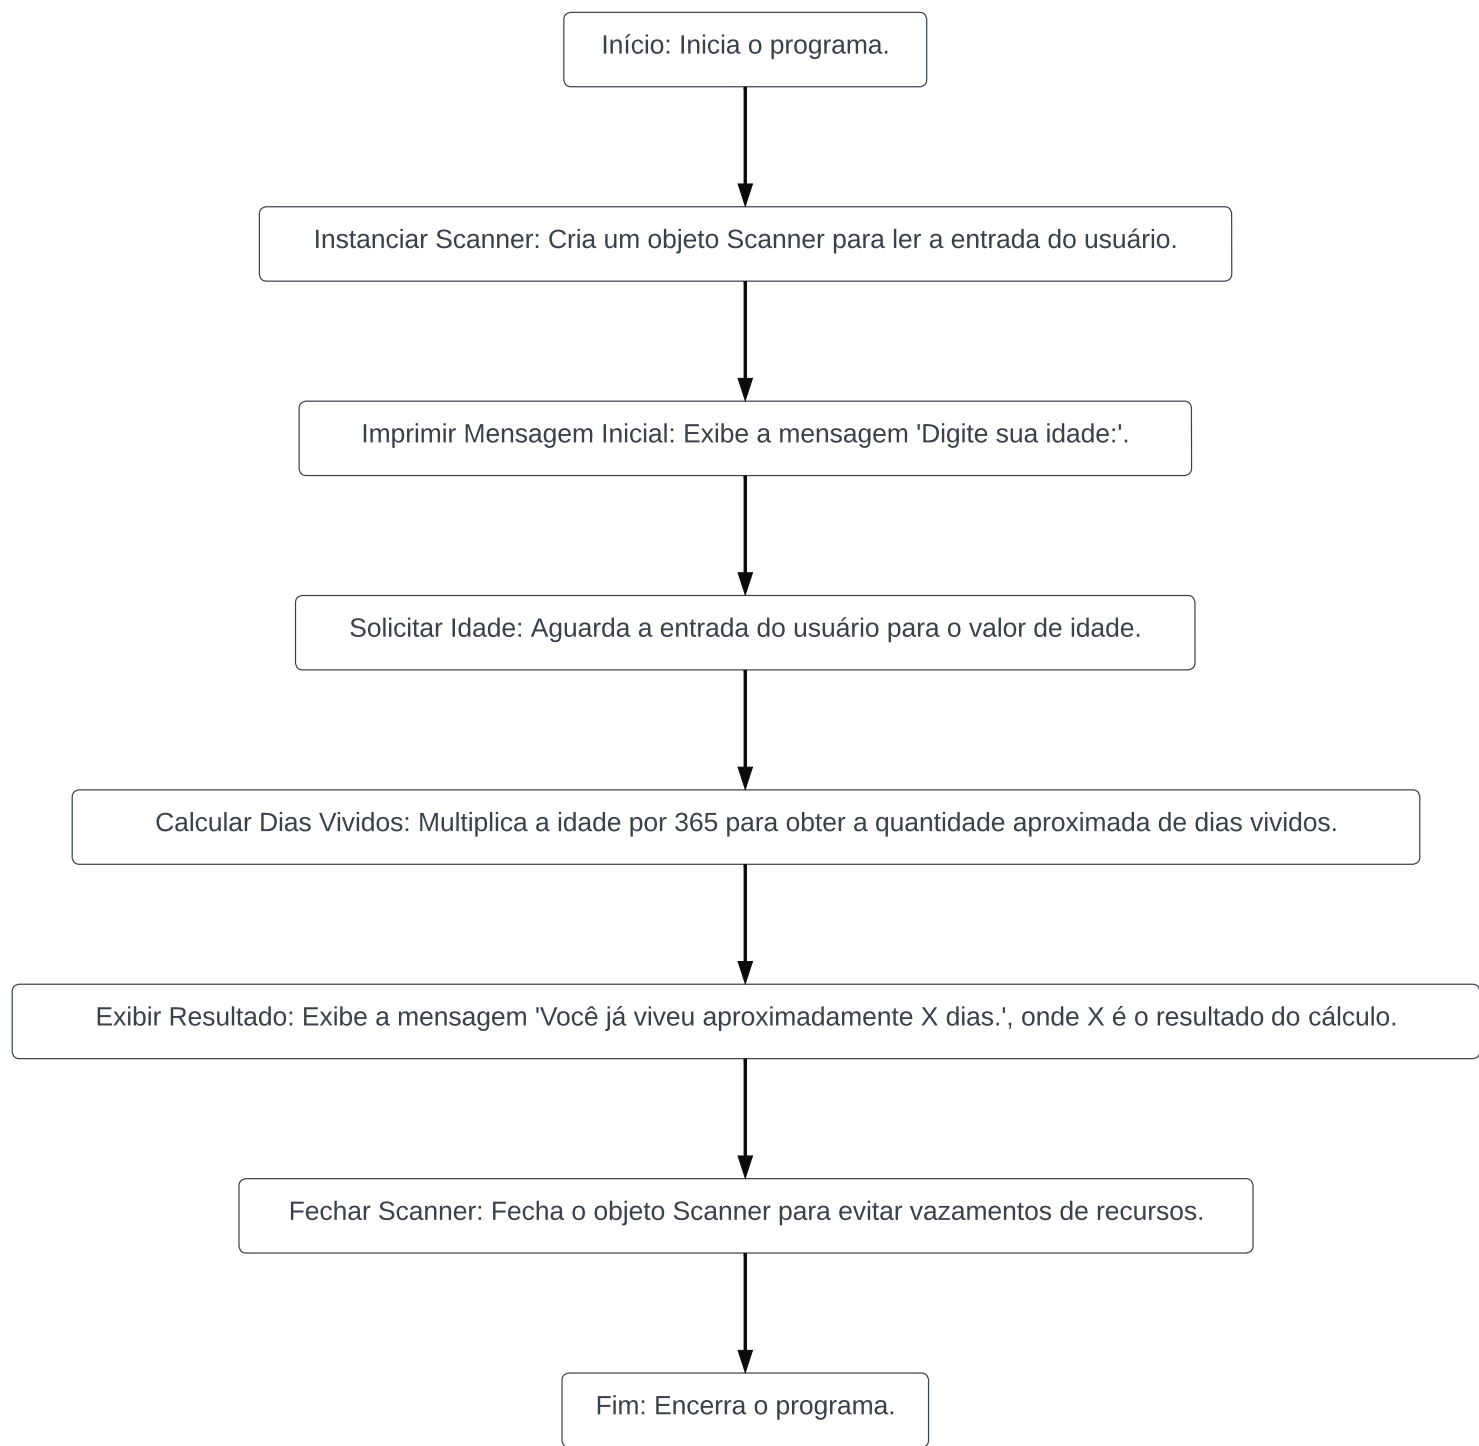 Início: Inicia o programa.
Instanciar Scanner: Cria um objeto Scanner para ler a entrada do usuário.
Imprimir Mensagem Inicial: Exibe a mensagem 'Digite sua idade:'.
Solicitar Idade: Aguarda a entrada do usuário para o valor de idade.
Calcular Dias Vividos: Multiplica a idade por 365 para obter a quantidade aproximada de dias vividos.
Exibir Resultado: Exibe a mensagem 'Você já viveu aproximadamente X dias.', onde X é o resultado do cálculo.
Fechar Scanner: Fecha o objeto Scanner para evitar vazamentos de recursos.
Fim: Encerra o programa.